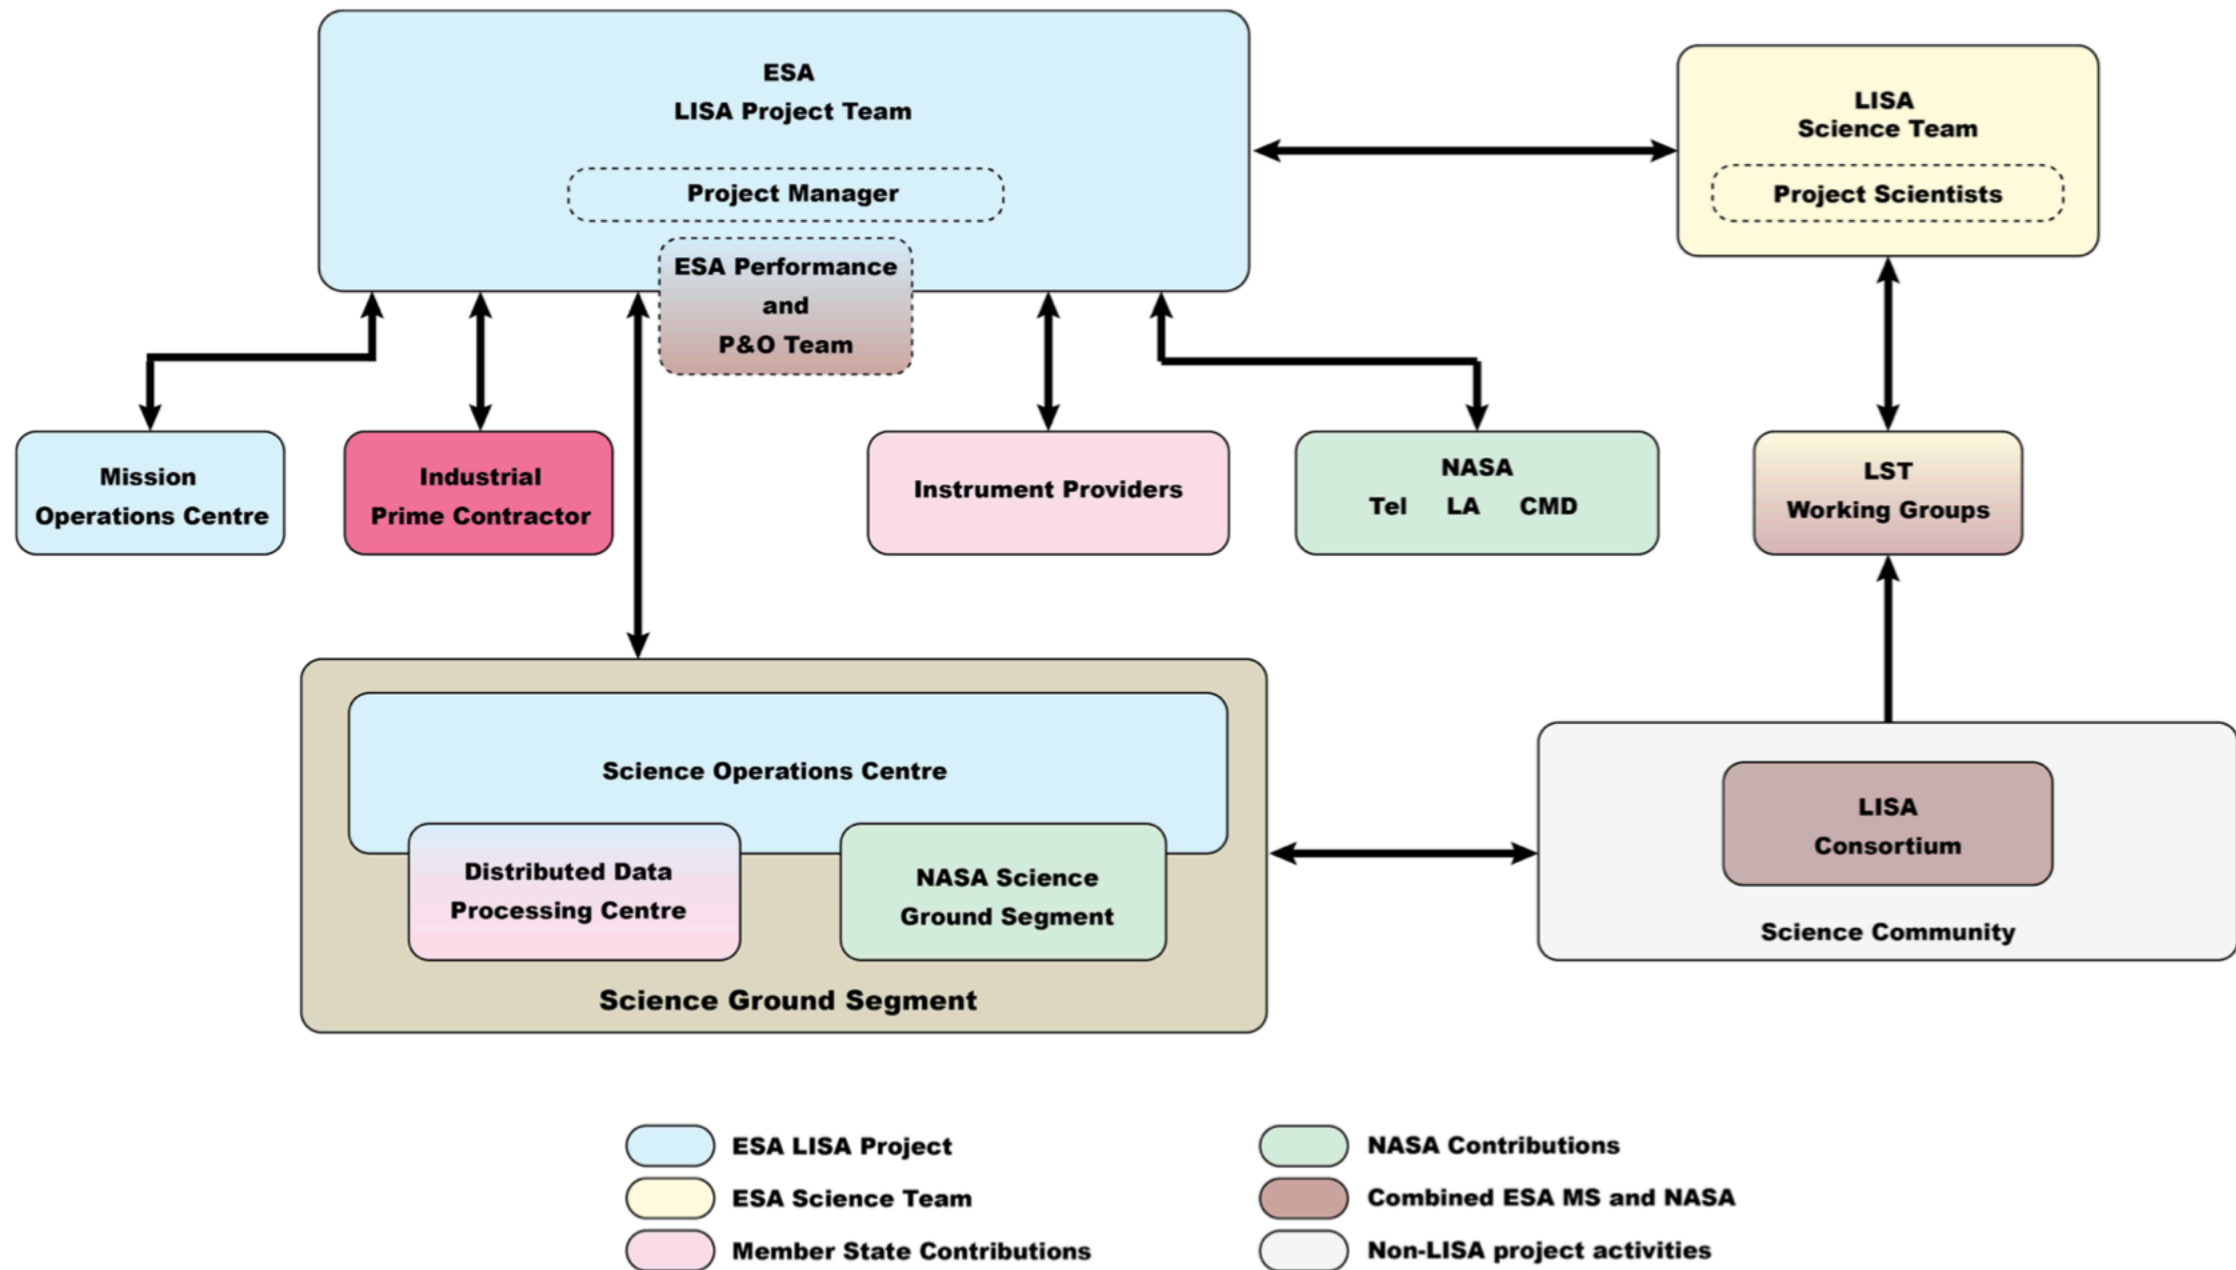 ESA
LISA Project Team
Project Manager
ESA Performance
and
P&O Team
LISA
Science Team
Project Scientists
Mission
Operations Centre
Industrial
Prime Contractor
Instrument Providers
NASA
Tel LA CMD
LST
Working Groups
Science Operations Centre
Distributed Data
Processing Centre
NASA Science
Ground Segment
Science Ground Segment
LISA
Consortium
Science Community
ESA LISA Project
ESA Science Team
Member State Contributions
NASA Contributions
Combined ESA MS and NASA
Non-LISA project activities